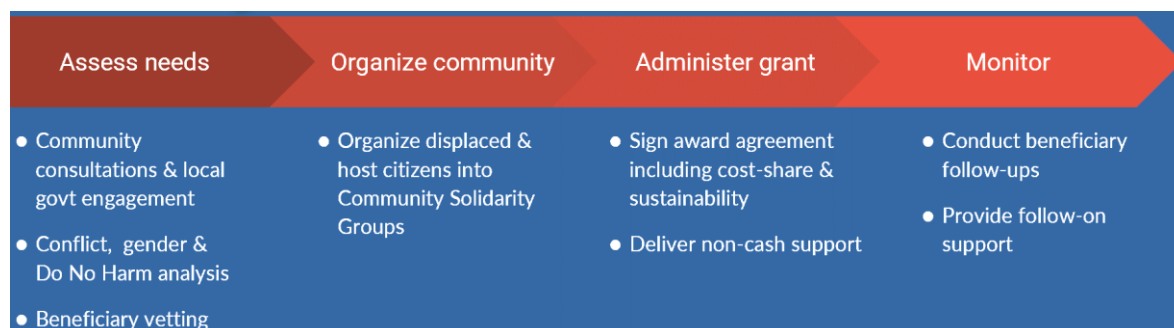 Assess needs
Organize community
Administer grant
Monitor
● Community
consultations & local
govt engagement
● Conflict, gender &
Do No Harm analysis
● Beneficiary vetting
● Organize displaced &
host citizens into
Community Solidarity
Groups
● Sign award agreement
including cost-share &
sustainability
● Deliver non-cash support
● Conduct beneficiary
follow-ups
● Provide follow-on
support